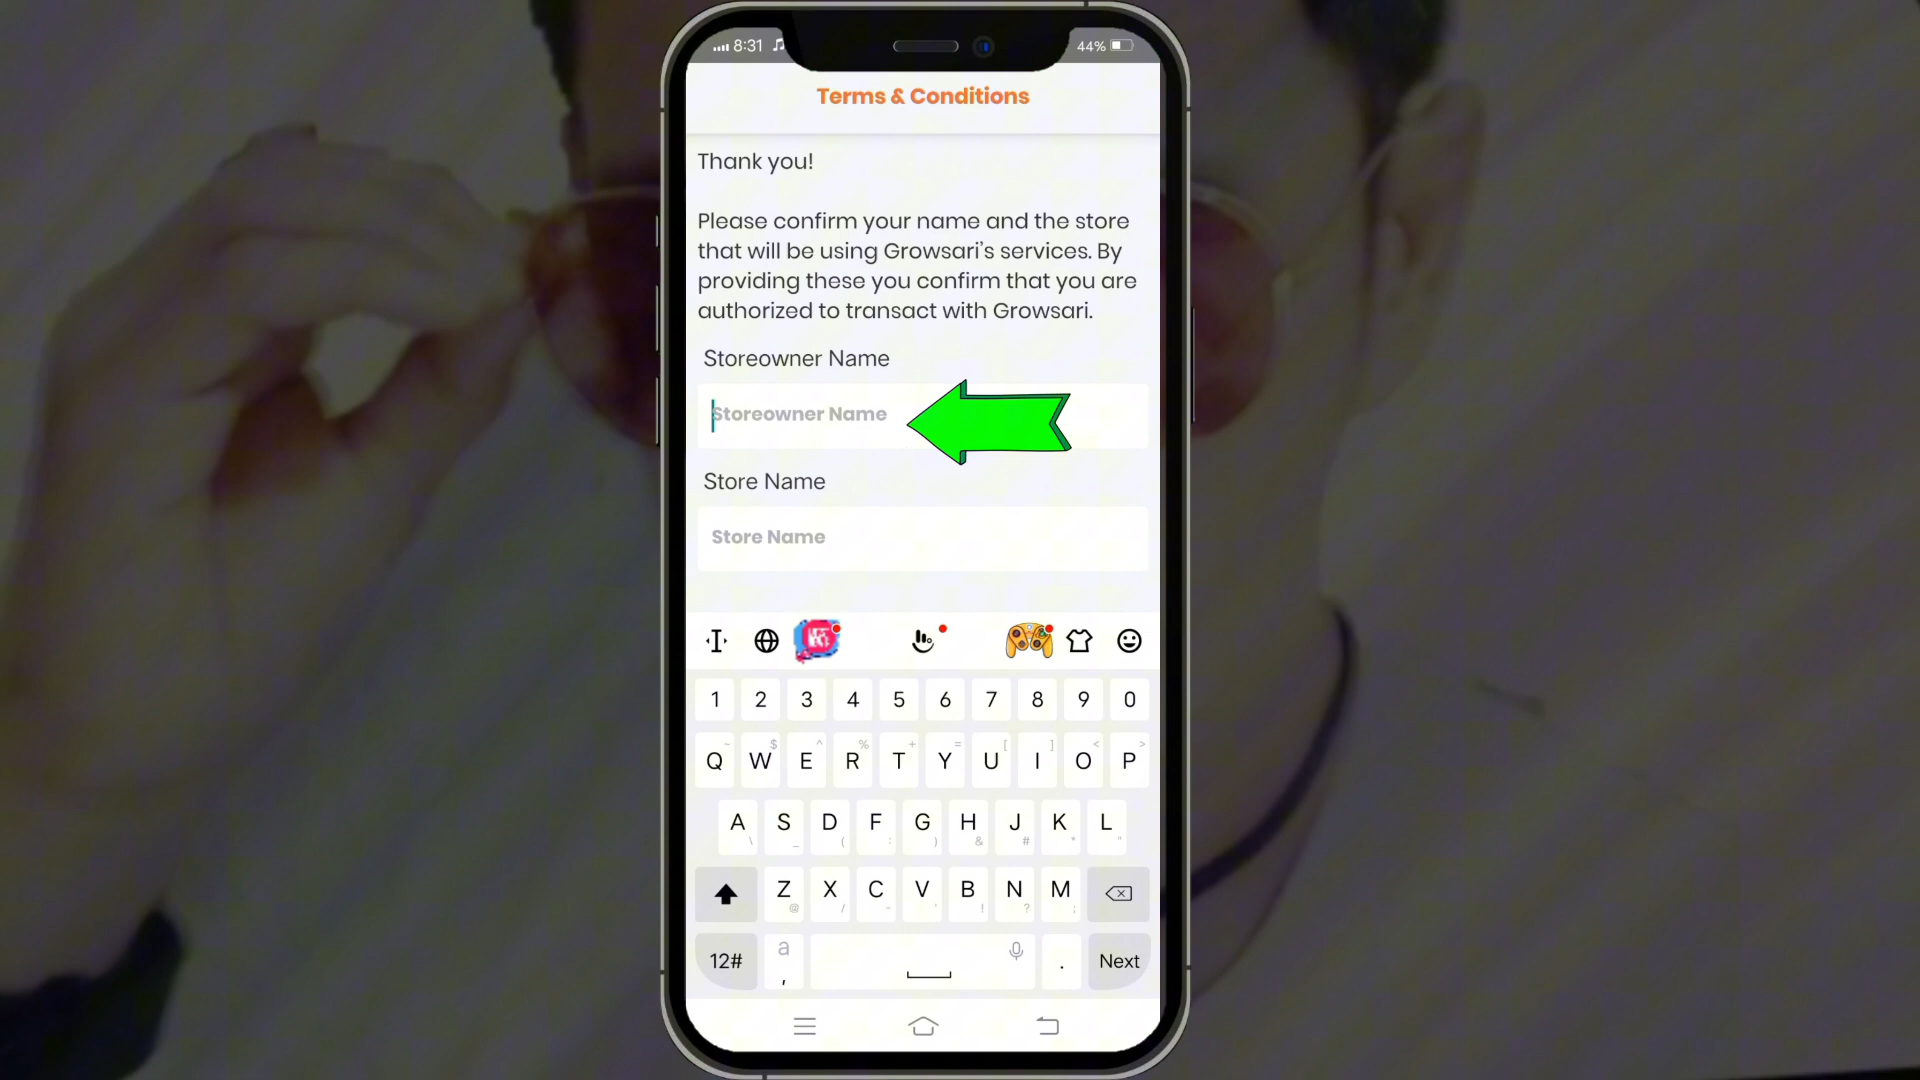 8:31
44%
Terms & Conditions
Thank you!
Please confirm your name and the store
that will be using Growsari's services. By
providing these you confirm that you are
authorized to transact with Growsari.
Storeowner Name
Storeowner Name
Store Name
Store Name
1 2 3 4 5 6 7 8 9 0
~ $ ^ % + = [ ] < >
Q W E R T Y U I O P
A S D F G H J K L
\ _ ( : ) & # * "
Z X C V B N M
@ / - ' ! ? ;
12# a , . Next